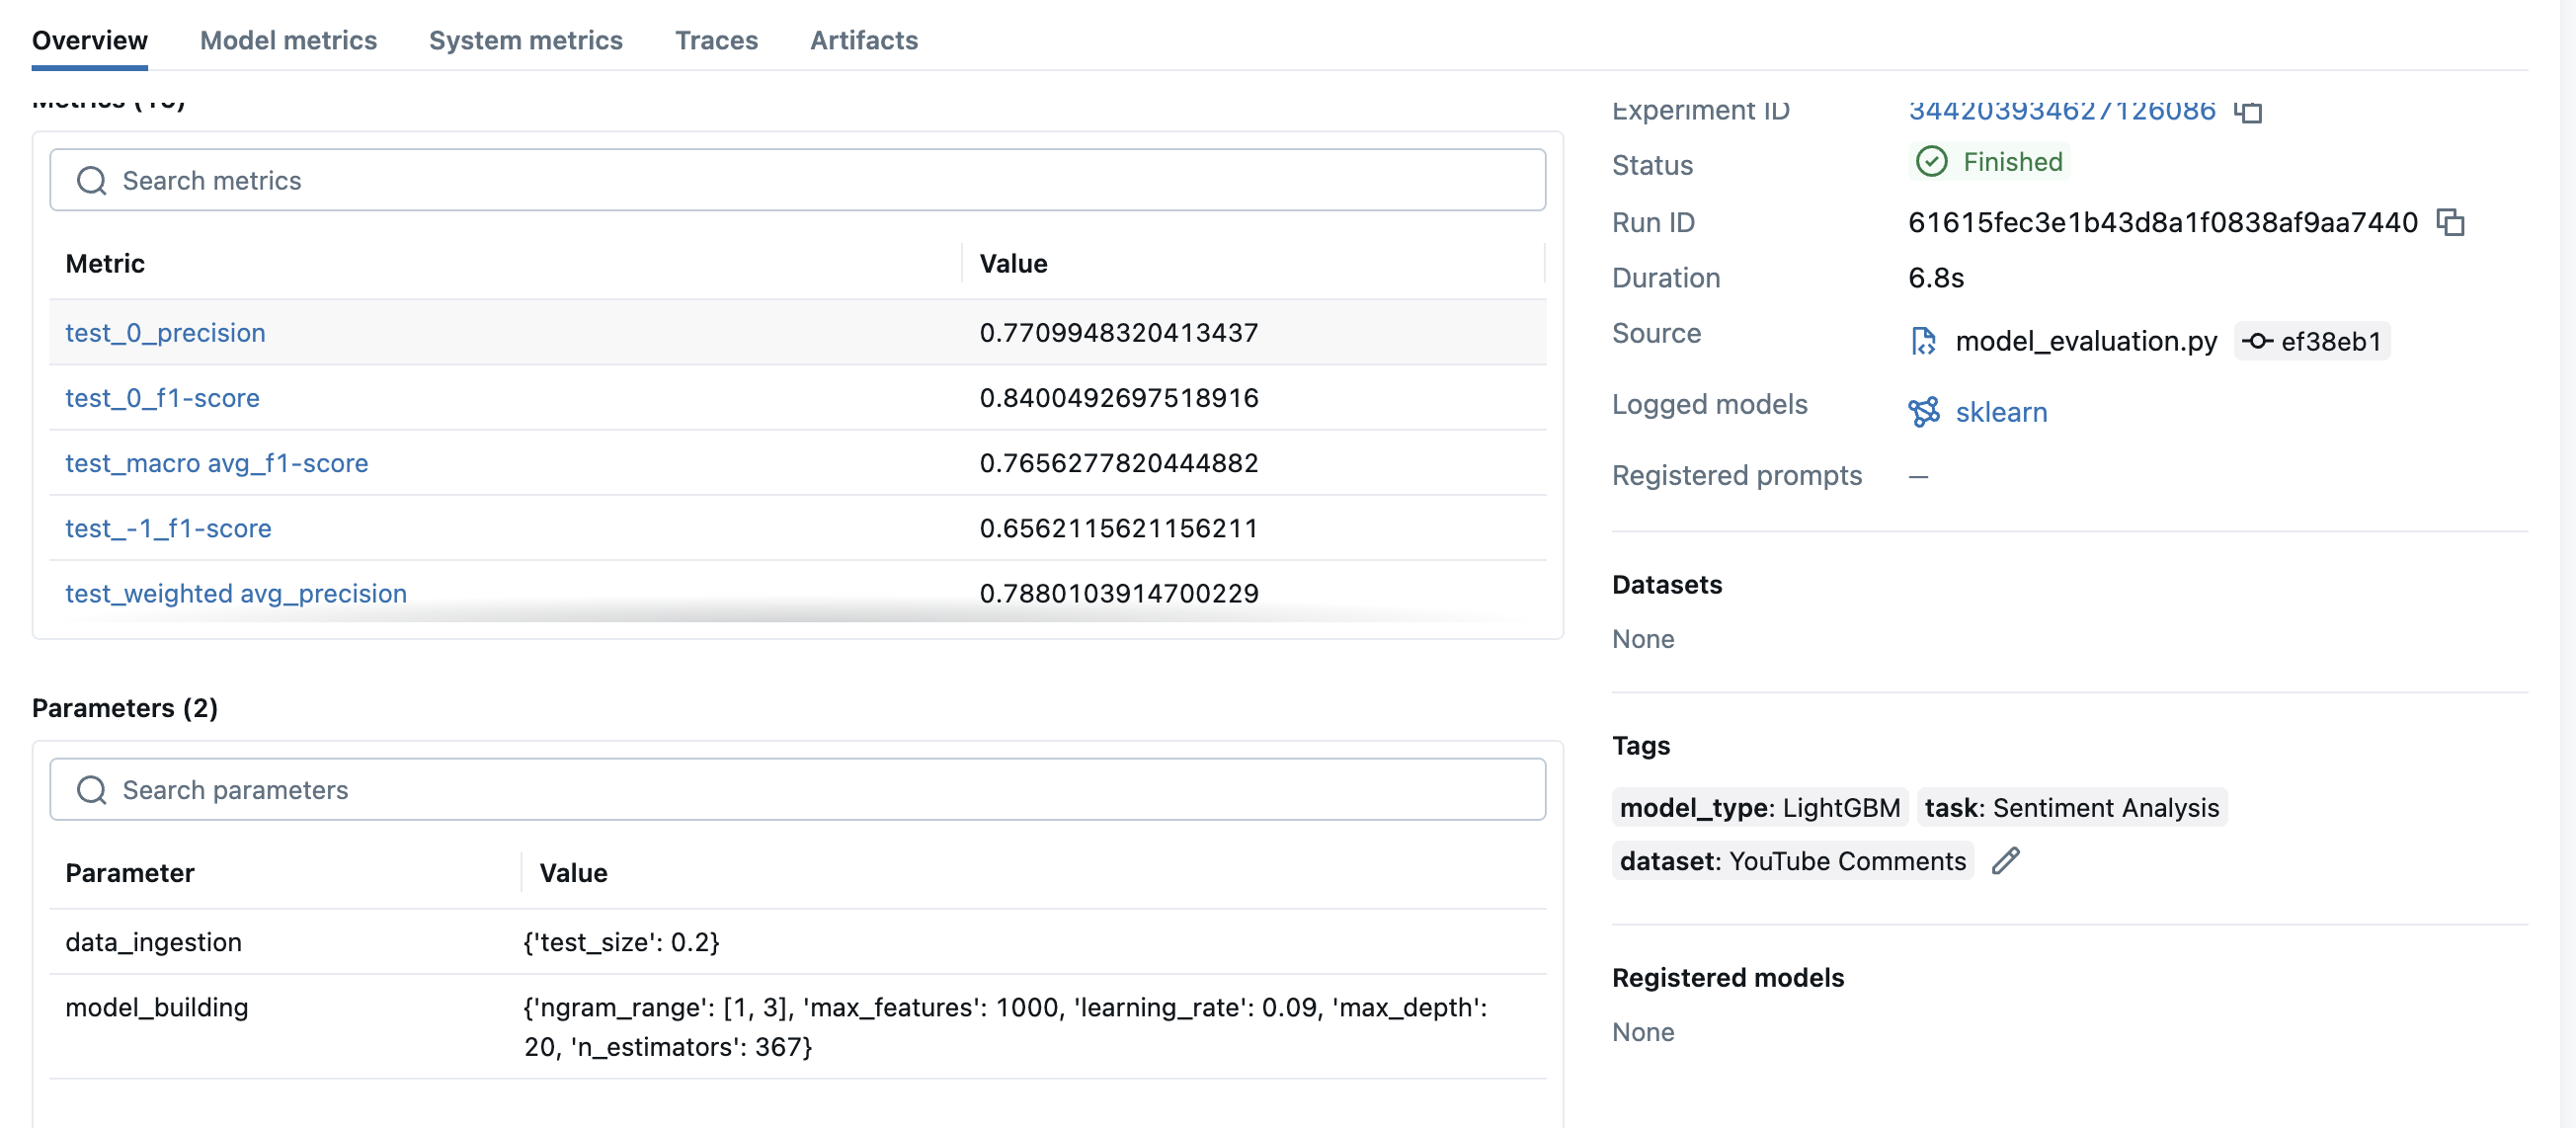 Overview Model metrics System metrics Traces Artifacts
Search metrics
Metric Value
test_0_precision 0.7709948320413437
test_0_f1-score 0.8400492697518916
test_macro avg_f1-score 0.7656277820444882
test_-1_f1-score 0.6562115621156211
test_weighted avg_precision 0.7880103914700229
Parameters (2)
Search parameters
Parameter Value
data_ingestion {'test_size': 0.2}
model_building {'ngram_range': [1, 3], 'max_features': 1000, 'learning_rate': 0.09, 'max_depth':
20, 'n_estimators': 367}
Experiment ID 344203934627126086
Status Finished
Run ID 61615fec3e1b43d8a1f0838af9aa7440
Duration 6.8s
Source model_evaluation.py ef38eb1
Logged models sklearn
Registered prompts —
Datasets
None
Tags
model_type: LightGBM task: Sentiment Analysis
dataset: YouTube Comments
Registered models
None